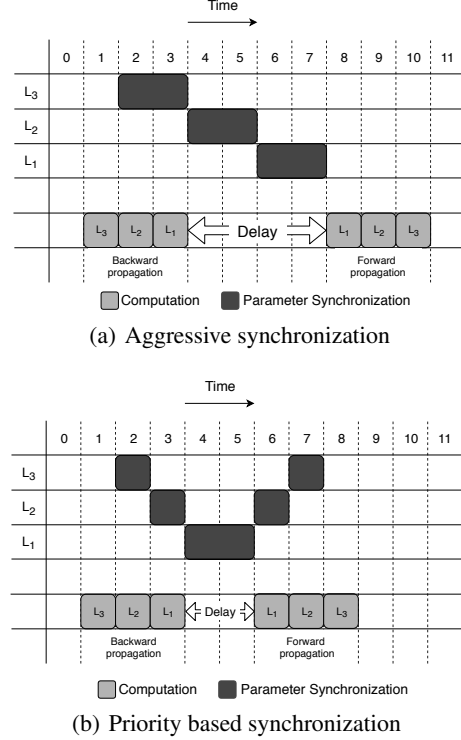 Time
0 1 2 3 4 5 6 7 8 9 10 11
L3
L2
L1
L3 L2 L1 Delay L1 L2 L3
Backward propagation Forward propagation
Computation Parameter Synchronization
(a) Aggressive synchronization
Time
0 1 2 3 4 5 6 7 8 9 10 11
L3
L2
L1
L3 L2 L1 Delay L1 L2 L3
Backward propagation Forward propagation
Computation Parameter Synchronization
(b) Priority based synchronization